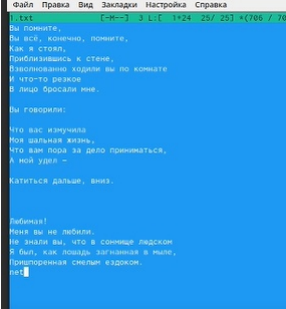 Файл Правка Вид Закладки Настройка Справка
1.txt [-M--] 3 L:[ 1+24 25/ 25] *(706 / 70
Вы помните,
Вы всё, конечно, помните,
Как я стоял,
Приблизившись к стене,
Взволнованно ходили вы по комнате
И что-то резкое
В лицо бросали мне.
Вы говорили:
Что вас измучила
Моя шальная жизнь,
Что вам пора за дело приниматься,
А мой удел –
Катиться дальше, вниз.
Любимая!
Меня вы не любили.
Не знали вы, что в сонмище людском
Я был, как лошадь загнанная в мыле,
Пришпоренная смелым ездоком.
net